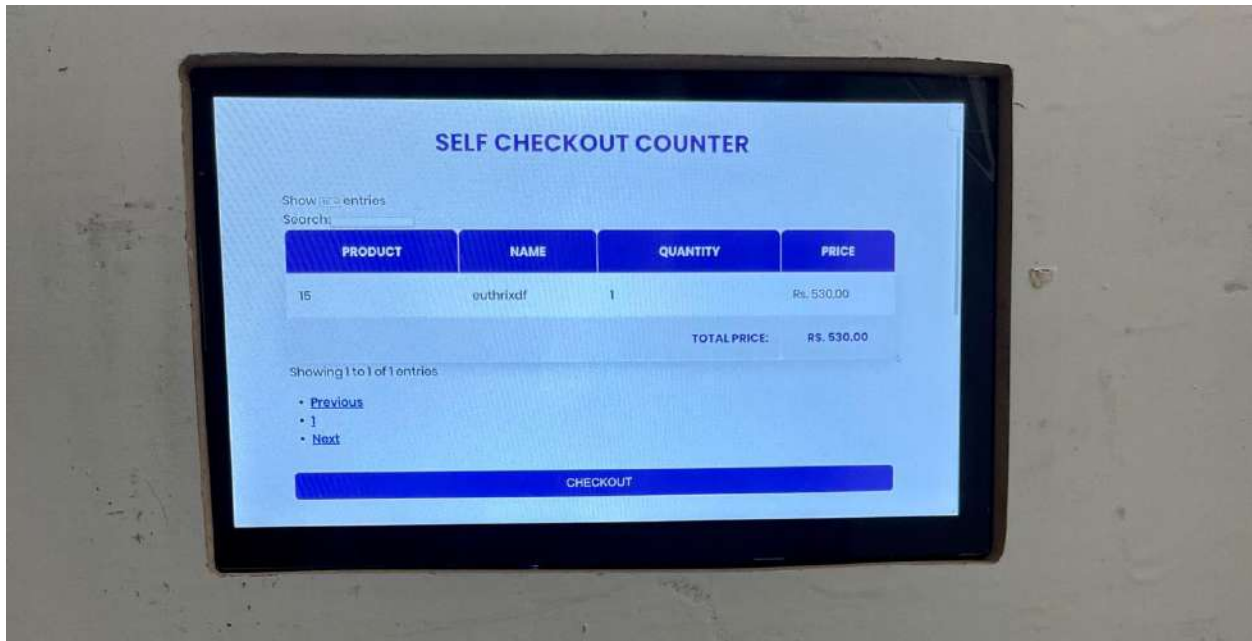 SELF CHECKOUT COUNTER
Show entries
Search:
PRODUCT NAME QUANTITY PRICE
15 euthrixdf 1 Rs. 530.00
TOTAL PRICE: RS. 530.00
Showing 1 to 1 of 1 entries
• Previous
• 1
• Next
CHECKOUT